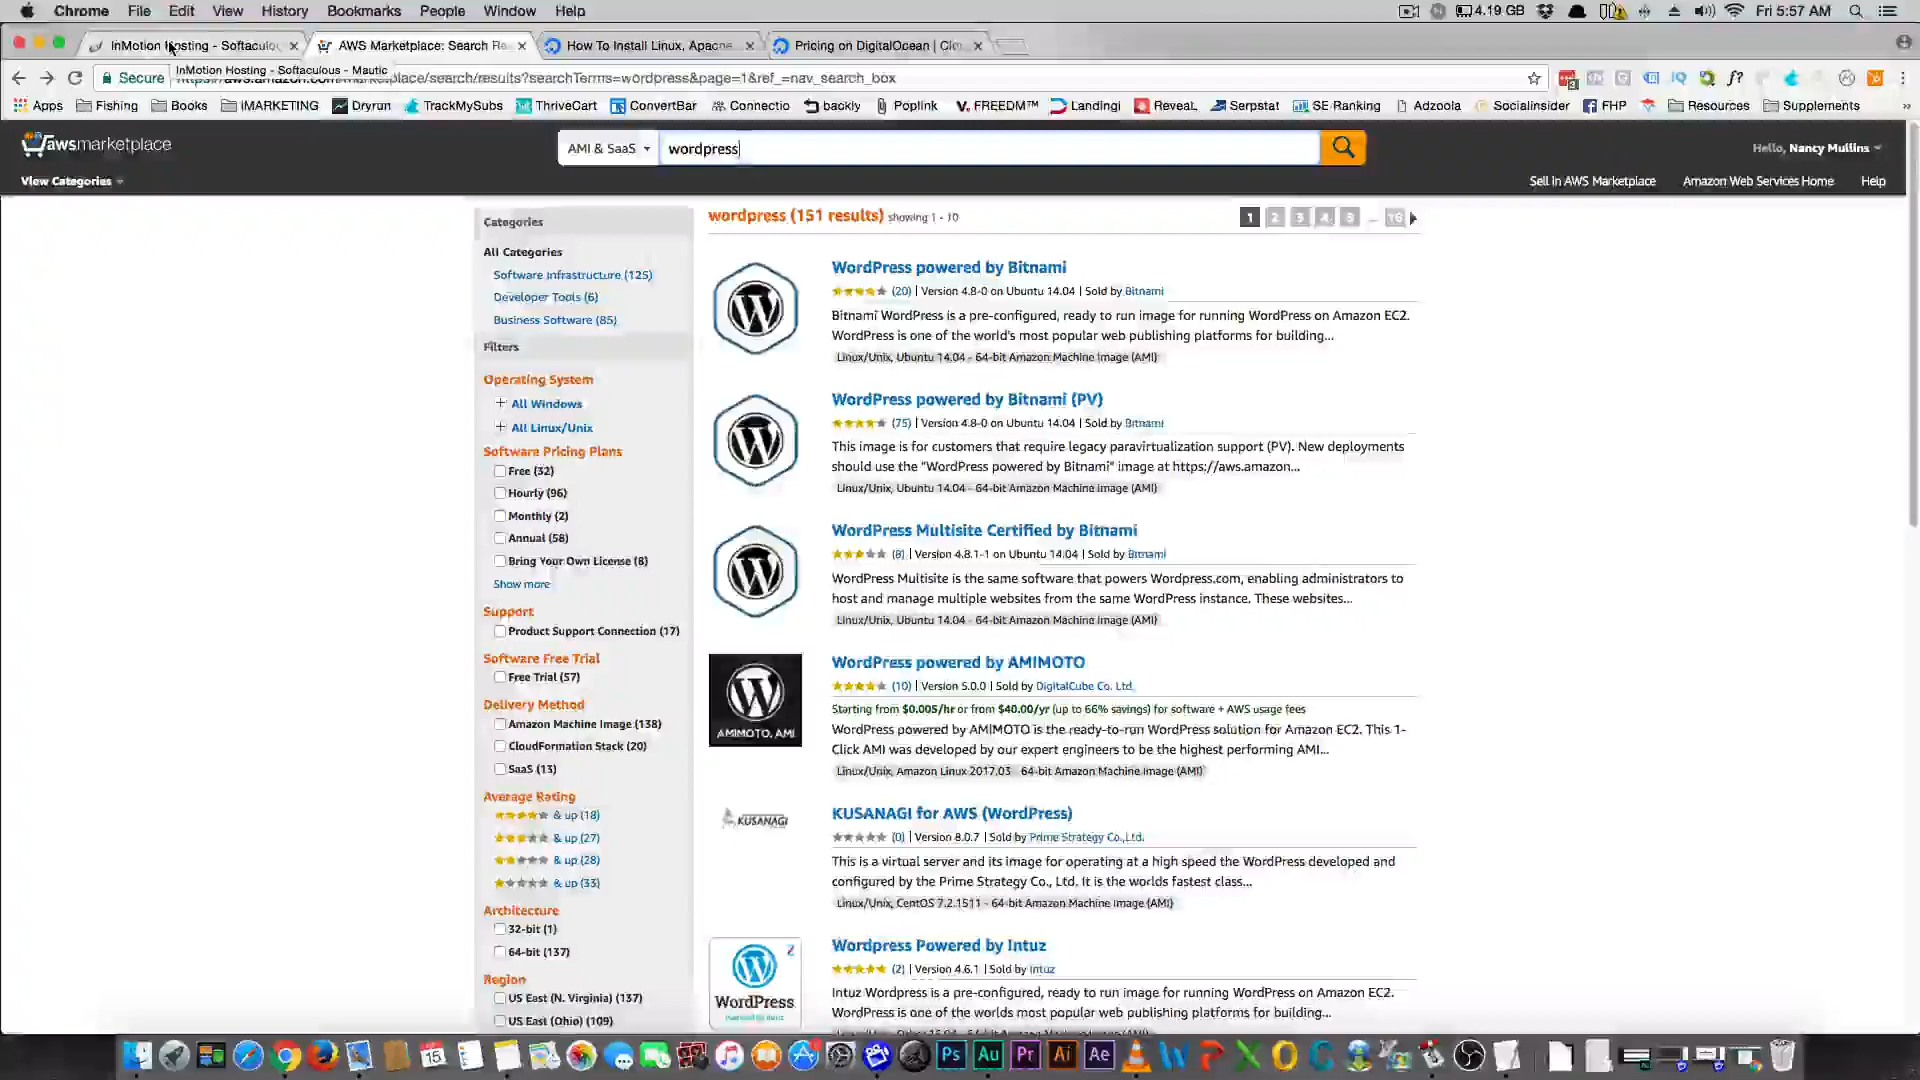 Chrome File Edit View History Bookmarks People Window Help 4.19 GB Fri 5:57 AM
InMotion Hosting - Softaculou AWS Marketplace: Search Re How To Install Linux, Apache Pricing on DigitalOcean | Clo
Secure InMotion Hosting - Softaculous - Mautic /search/results?searchTerms=wordpress&page=1&ref_=nav_search_box
Apps Fishing Books iMARKETING Dryrun TrackMySubs ThriveCart ConvertBar Connectio backly Poplink V.FREEDM™ Landingi Reveal. Serpstat SE Ranking Adzoola Socialinsider FHP Resources Supplements »
awsmarketplace AMI & SaaS wordpress Hello, Nancy Mullins
View Categories Sell in AWS Marketplace Amazon Web Services Home Help
Categories
All Categories
Software Infrastructure (125)
Developer Tools (6)
Business Software (85)
Filters
Operating System
All Windows
All Linux/Unix
Software Pricing Plans
Free (32)
Hourly (96)
Monthly (2)
Annual (58)
Bring Your Own License (8)
Show more
Support
Product Support Connection (17)
Software Free Trial
Free Trial (57)
Delivery Method
Amazon Machine Image (138)
CloudFormation Stack (20)
SaaS (13)
Average Rating
& up (18)
& up (27)
& up (28)
& up (33)
Architecture
32-bit (1)
64-bit (137)
Region
US East (N. Virginia) (137)
US East (Ohio) (109)
wordpress (151 results) showing 1 - 10 1 2 3 4 5 ... 16
WordPress powered by Bitnami
(20) | Version 4.8-0 on Ubuntu 14.04 | Sold by Bitnami
Bitnami WordPress is a pre-configured, ready to run image for running WordPress on Amazon EC2.
WordPress is one of the world's most popular web publishing platforms for building...
Linux/Unix, Ubuntu 14.04 - 64-bit Amazon Machine Image (AMI)
WordPress powered by Bitnami (PV)
(75) | Version 4.8-0 on Ubuntu 14.04 | Sold by Bitnami
This image is for customers that require legacy paravirtualization support (PV). New deployments
should use the "WordPress powered by Bitnami" image at https://aws.amazon...
Linux/Unix, Ubuntu 14.04 - 64-bit Amazon Machine Image (AMI)
WordPress Multisite Certified by Bitnami
(8) | Version 4.8.1-1 on Ubuntu 14.04 | Sold by Bitnami
WordPress Multisite is the same software that powers Wordpress.com, enabling administrators to
host and manage multiple websites from the same WordPress instance. These websites...
Linux/Unix, Ubuntu 14.04 - 64-bit Amazon Machine Image (AMI)
AMIMOTO, AMI
WordPress powered by AMIMOTO
(10) | Version 5.0.0 | Sold by DigitalCube Co. Ltd.
Starting from $0.005/hr or from $40.00/yr (up to 66% savings) for software + AWS usage fees
WordPress powered by AMIMOTO is the ready-to-run WordPress solution for Amazon EC2. This 1-
Click AMI was developed by our expert engineers to be the highest performing AMI...
Linux/Unix, Amazon Linux 2017.03 - 64-bit Amazon Machine Image (AMI)
KUSANAGI
KUSANAGI for AWS (WordPress)
(0) | Version 8.0.7 | Sold by Prime Strategy Co.,Ltd.
This is a virtual server and its image for operating at a high speed the WordPress developed and
configured by the Prime Strategy Co., Ltd. It is the worlds fastest class...
Linux/Unix, CentOS 7.2.1511 - 64-bit Amazon Machine Image (AMI)
WordPress
Wordpress Powered by Intuz
(2) | Version 4.6.1 | Sold by Intuz
Intuz Wordpress is a pre-configured, ready to run image for running WordPress on Amazon EC2.
WordPress is one of the worlds most popular web publishing platforms for building...
15 Ps Au Pr Ai Ae